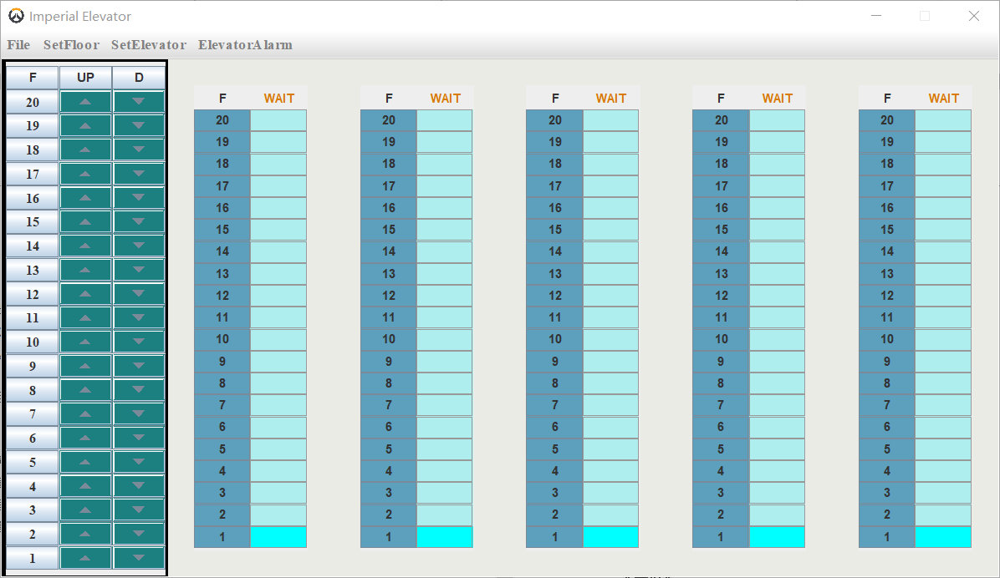 Imperial Elevator
File SetFloor SetElevator ElevatorAlarm
F UP D
20
19
18
17
16
15
14
13
12
11
10
9
8
7
6
5
4
3
2
1
F WAIT F WAIT F WAIT F WAIT F WAIT
20 20 20 20 20
19 19 19 19 19
18 18 18 18 18
17 17 17 17 17
16 16 16 16 16
15 15 15 15 15
14 14 14 14 14
13 13 13 13 13
12 12 12 12 12
11 11 11 11 11
10 10 10 10 10
9 9 9 9 9
8 8 8 8 8
7 7 7 7 7
6 6 6 6 6
5 5 5 5 5
4 4 4 4 4
3 3 3 3 3
2 2 2 2 2
1 1 1 1 1